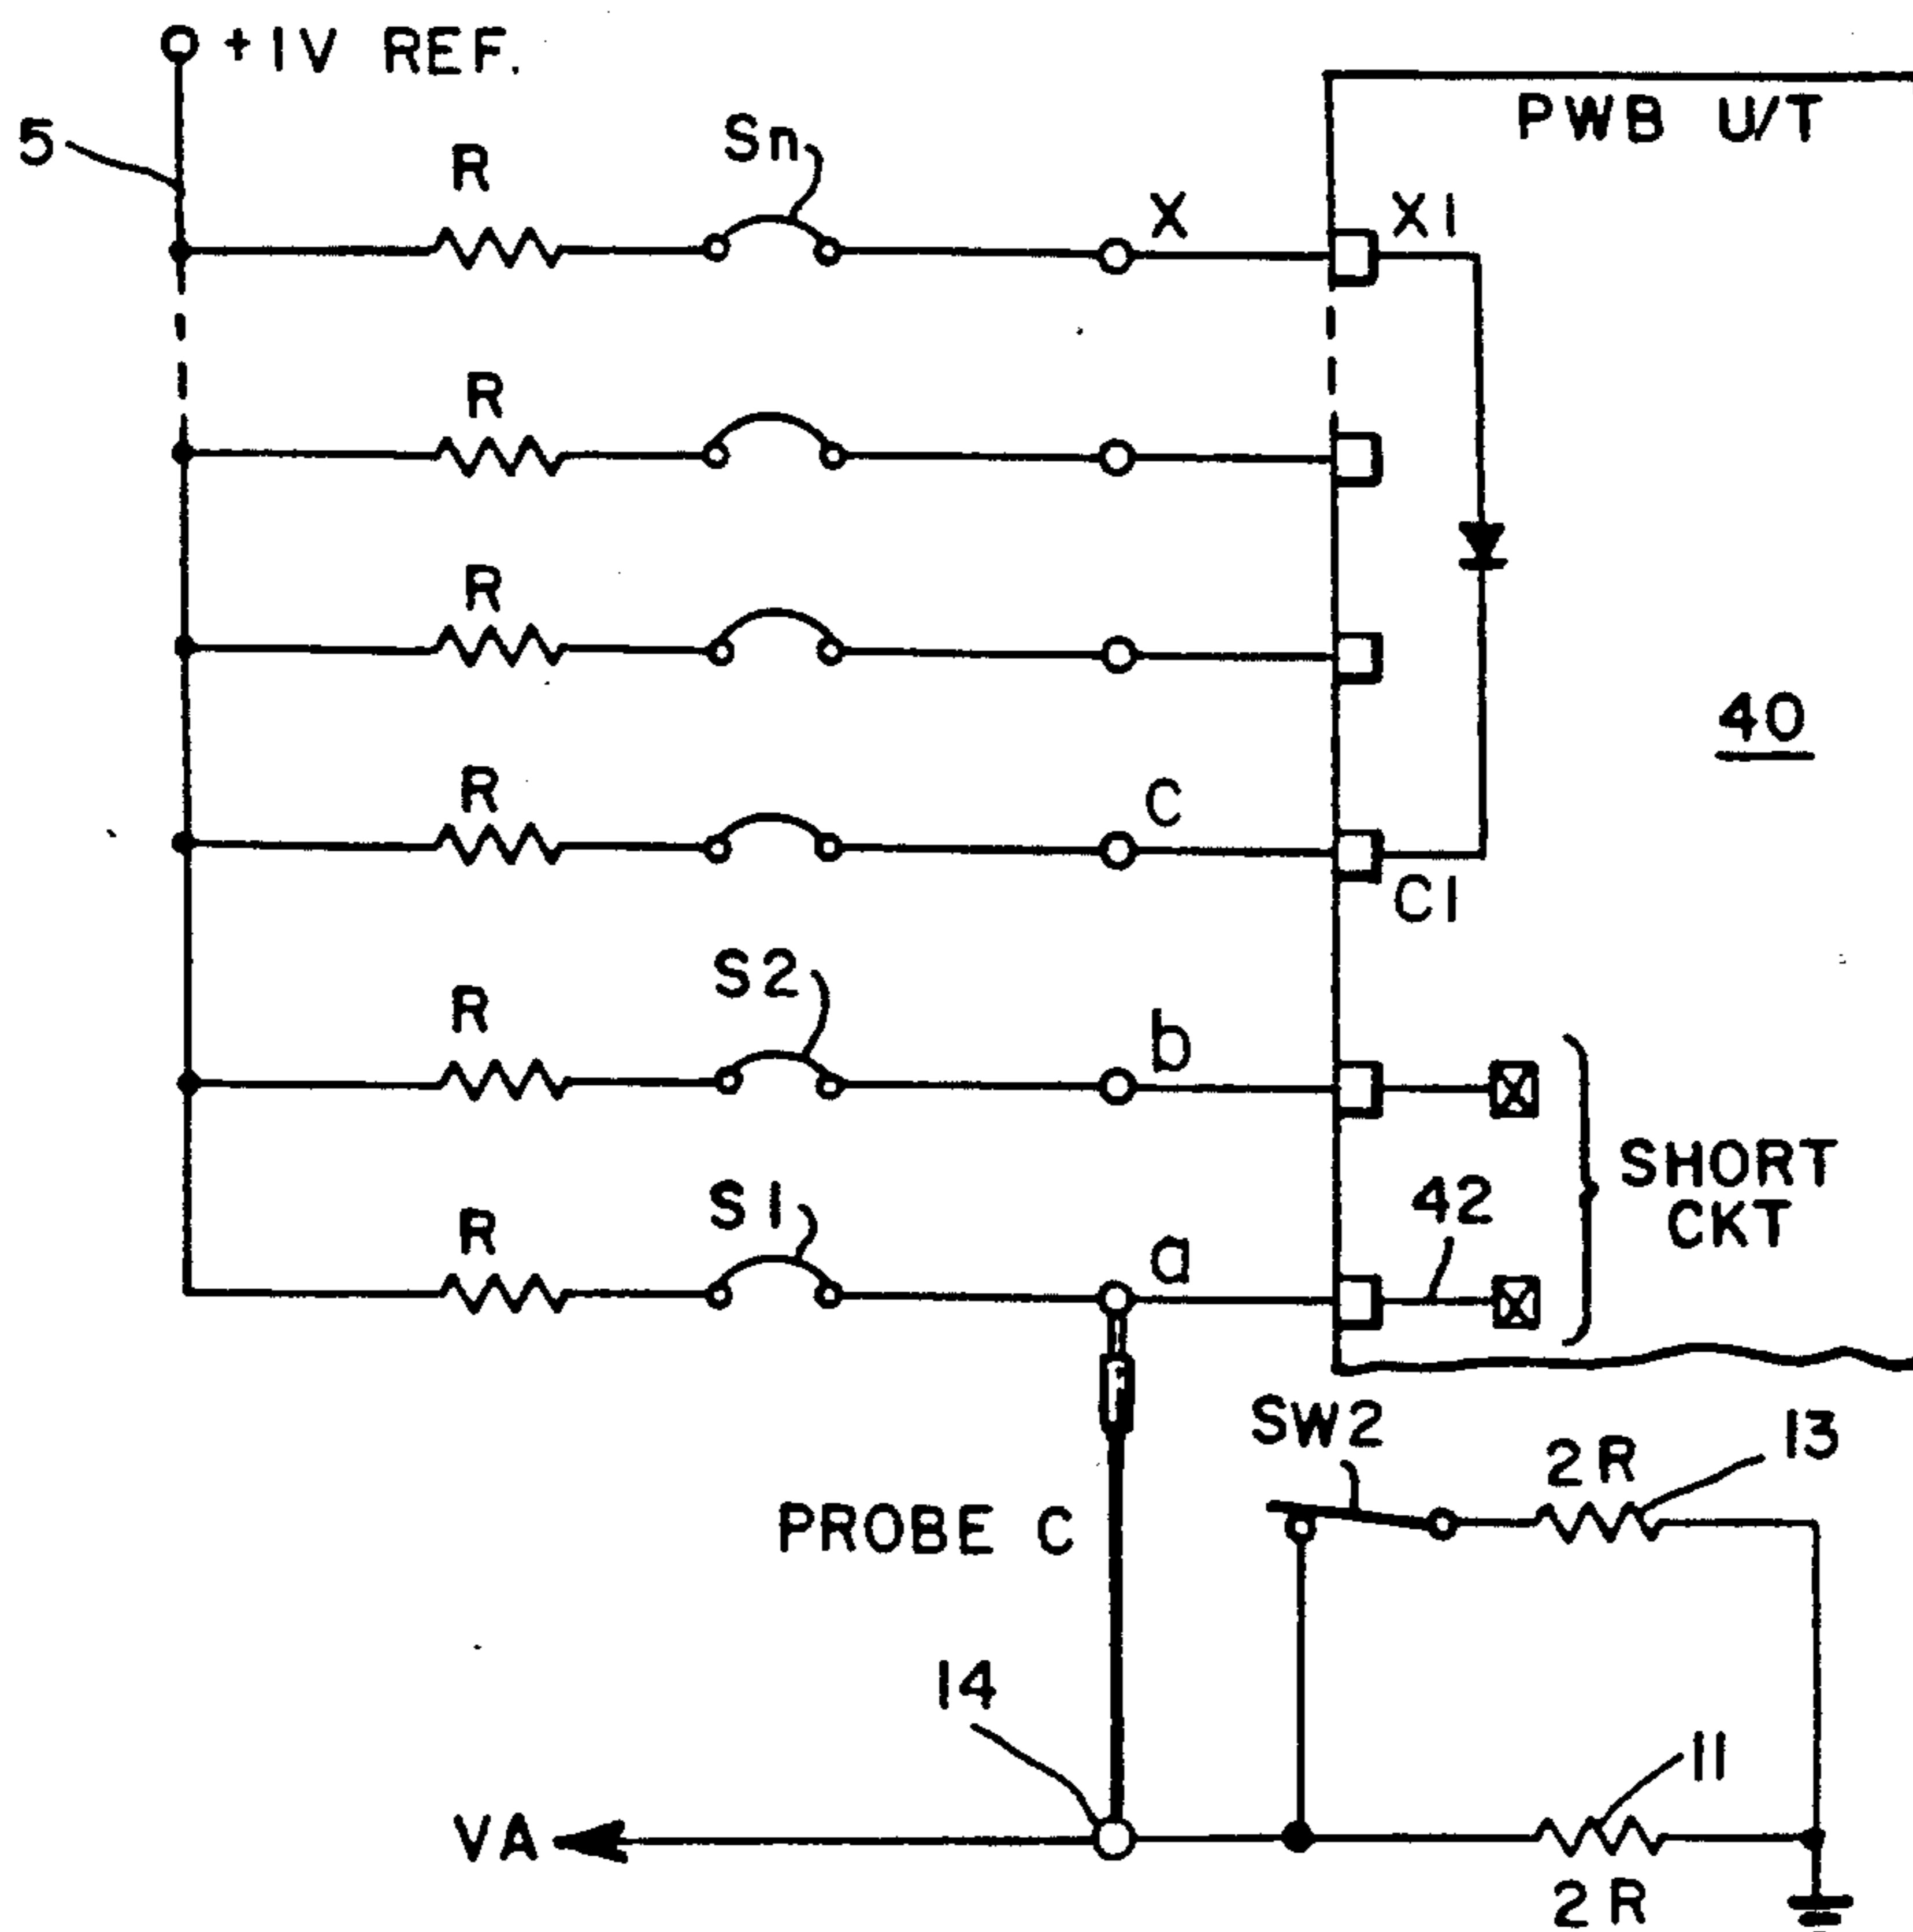 +1V REF.
PWB U/T
5
R
Sn
X
X1
R
R
40
R
C
C1
S2
R
b
SHORT
CKT
42
S1
R
a
SW2
2R
13
PROBE C
14
11
VA
2R